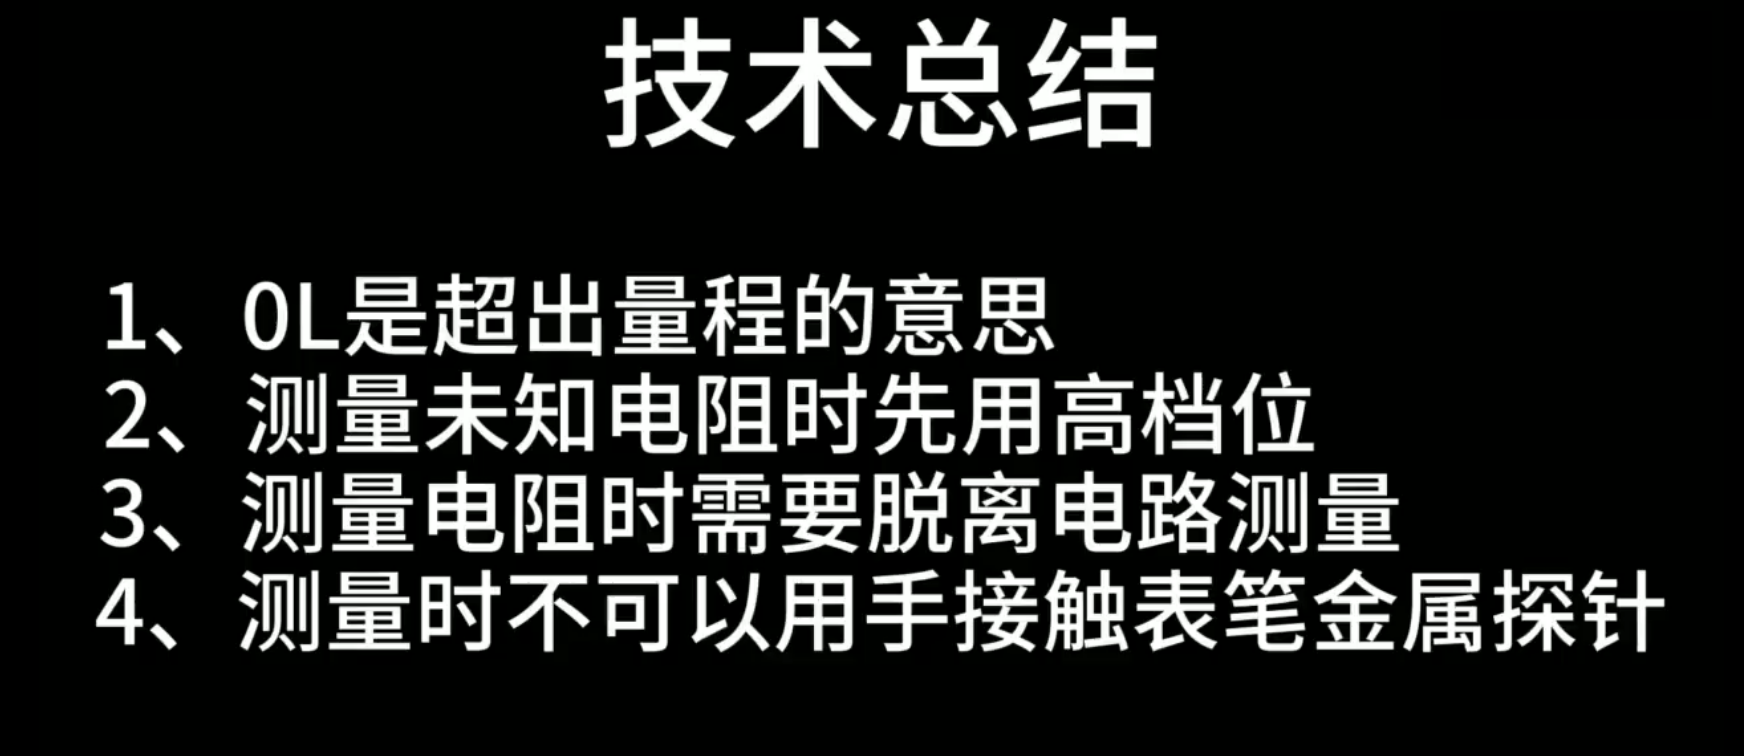 技术总结
1、0L是超出量程的意思
2、测量未知电阻时先用高档位
3、测量电阻时需要脱离电路测量
4、测量时不可以用手接触表笔金属探针